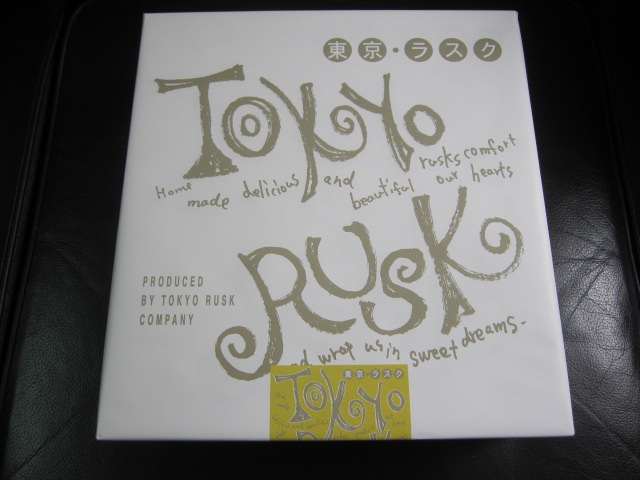 東京・ラスク
TOKYO
Home made delicious and beautiful rusks comfort our hearts
RUSK
and wrap us in sweet dreams.
PRODUCED
BY TOKYO RUSK
COMPANY
東京・ラスク
TOKYO